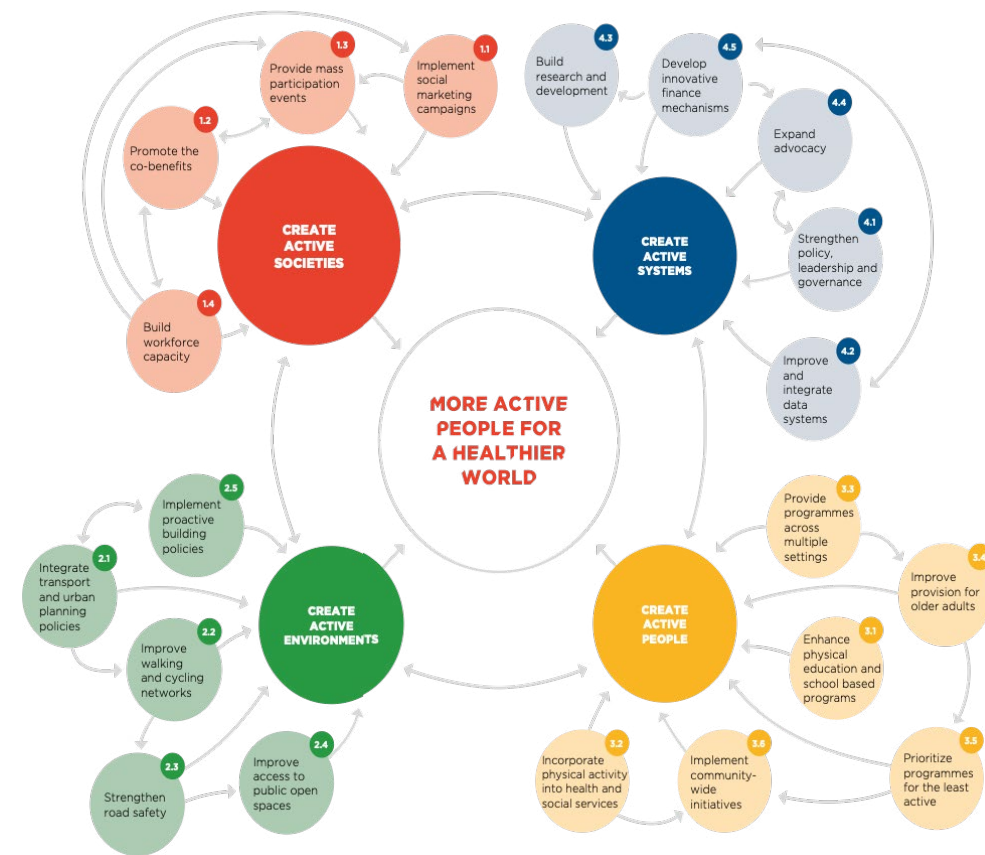 1.3
Provide mass
participation
events
1.1
Implement
social
marketing
campaigns
1.2
Promote the
co-benefits
1.4
Build
workforce
capacity
CREATE
ACTIVE
SOCIETIES
4.3
Build
research and
development
4.5
Develop
innovative
finance
mechanisms
4.4
Expand
advocacy
4.1
Strengthen
policy,
leadership and
governance
4.2
Improve
and
integrate
data
systems
CREATE
ACTIVE
SYSTEMS
MORE ACTIVE
PEOPLE FOR
A HEALTHIER
WORLD
2.5
Implement
proactive
building
policies
2.1
Integrate
transport
and urban
planning
policies
2.2
Improve
walking
and cycling
networks
2.3
Strengthen
road safety
2.4
Improve
access to
public open
spaces
CREATE
ACTIVE
ENVIRONMENTS
3.3
Provide
programmes
across
multiple
settings
3.4
Improve
provision for
older adults
3.1
Enhance
physical
education and
school based
programs
3.5
Prioritize
programmes
for the least
active
3.6
Implement
community-
wide
initiatives
3.2
Incorporate
physical activity
into health and
social services
CREATE
ACTIVE
PEOPLE